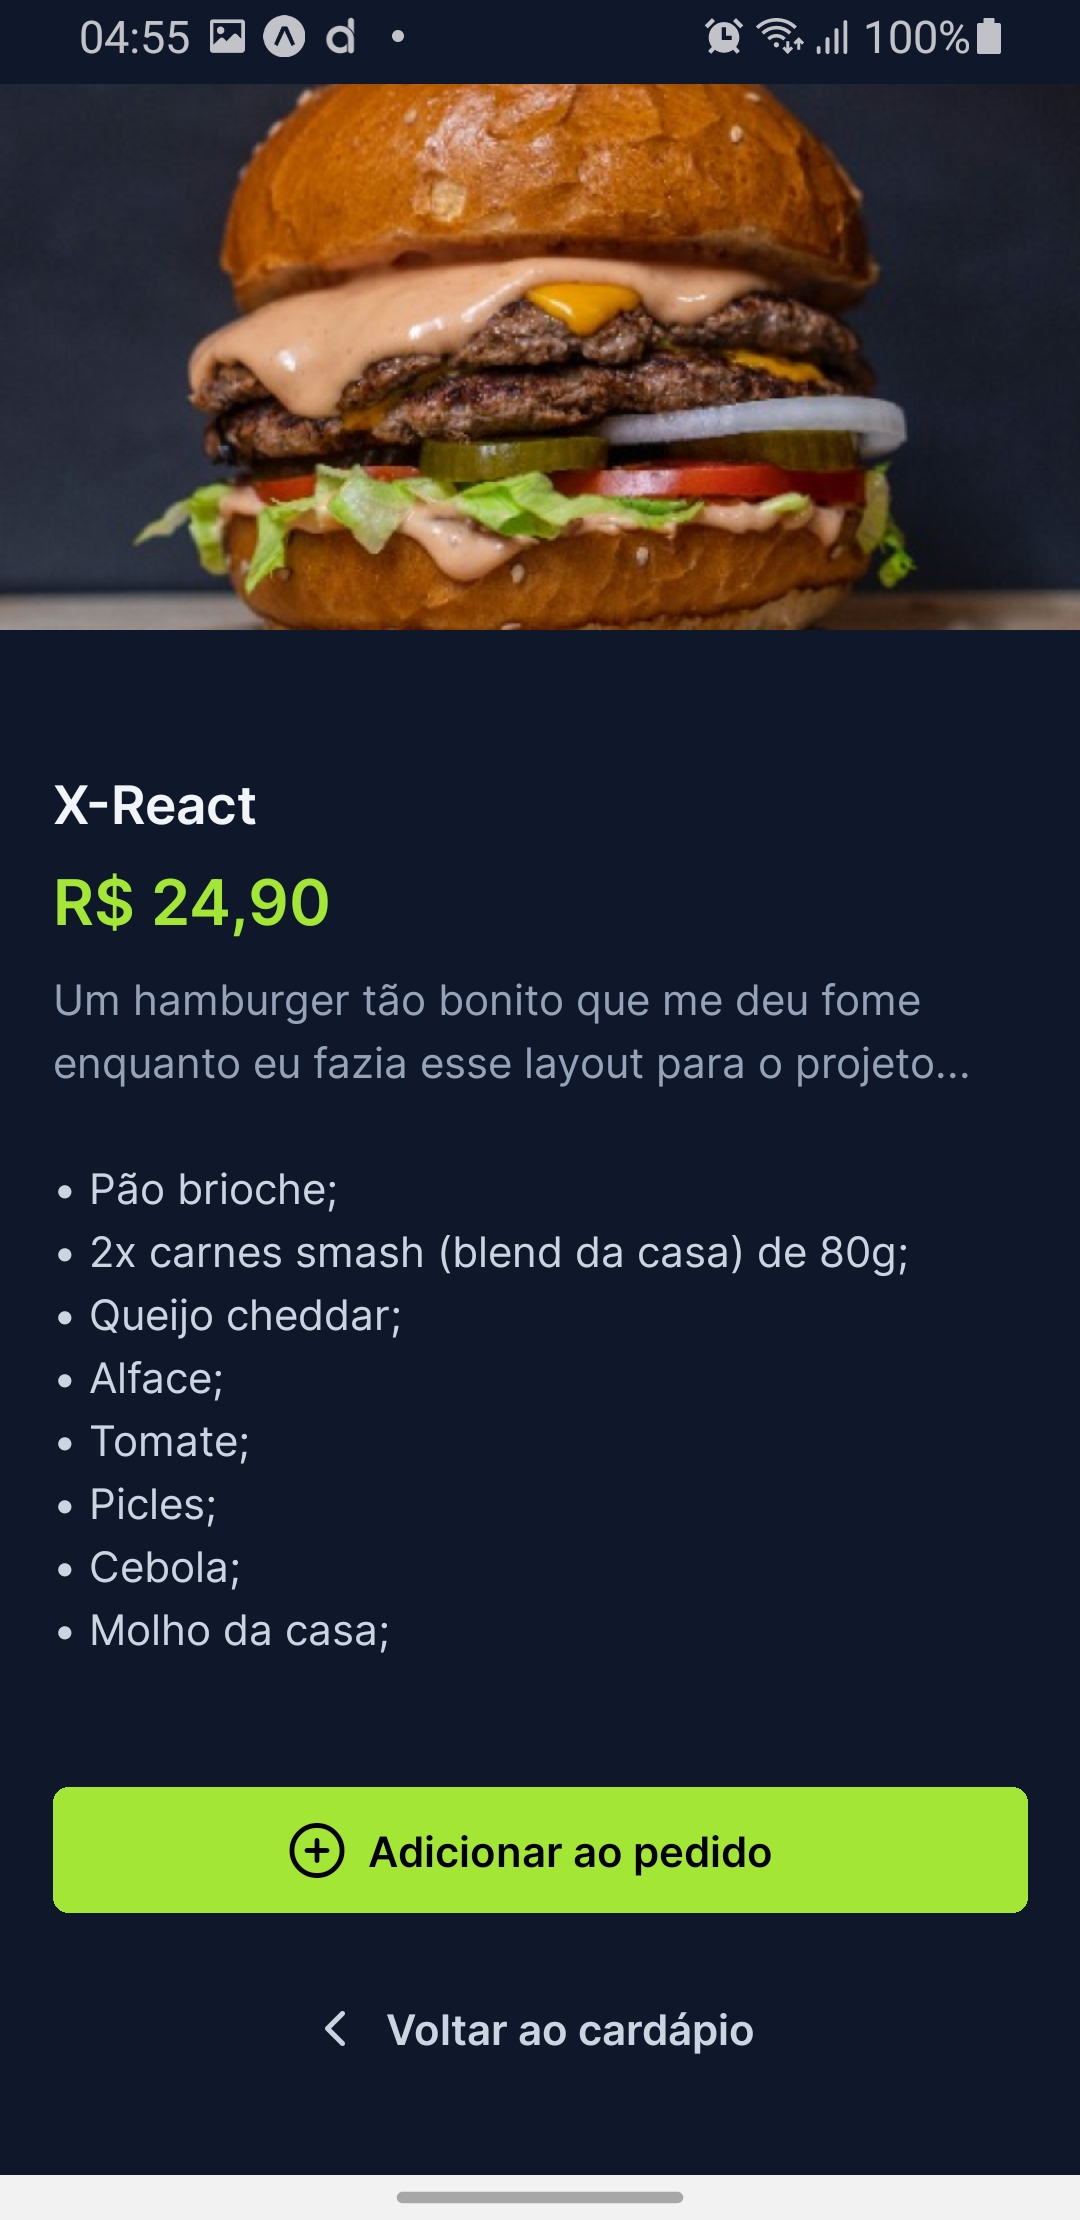 04:55
100%
X-React
R$ 24,90
Um hamburger tão bonito que me deu fome
enquanto eu fazia esse layout para o projeto...
• Pão brioche;
• 2x carnes smash (blend da casa) de 80g;
• Queijo cheddar;
• Alface;
• Tomate;
• Picles;
• Cebola;
• Molho da casa;
Adicionar ao pedido
Voltar ao cardápio